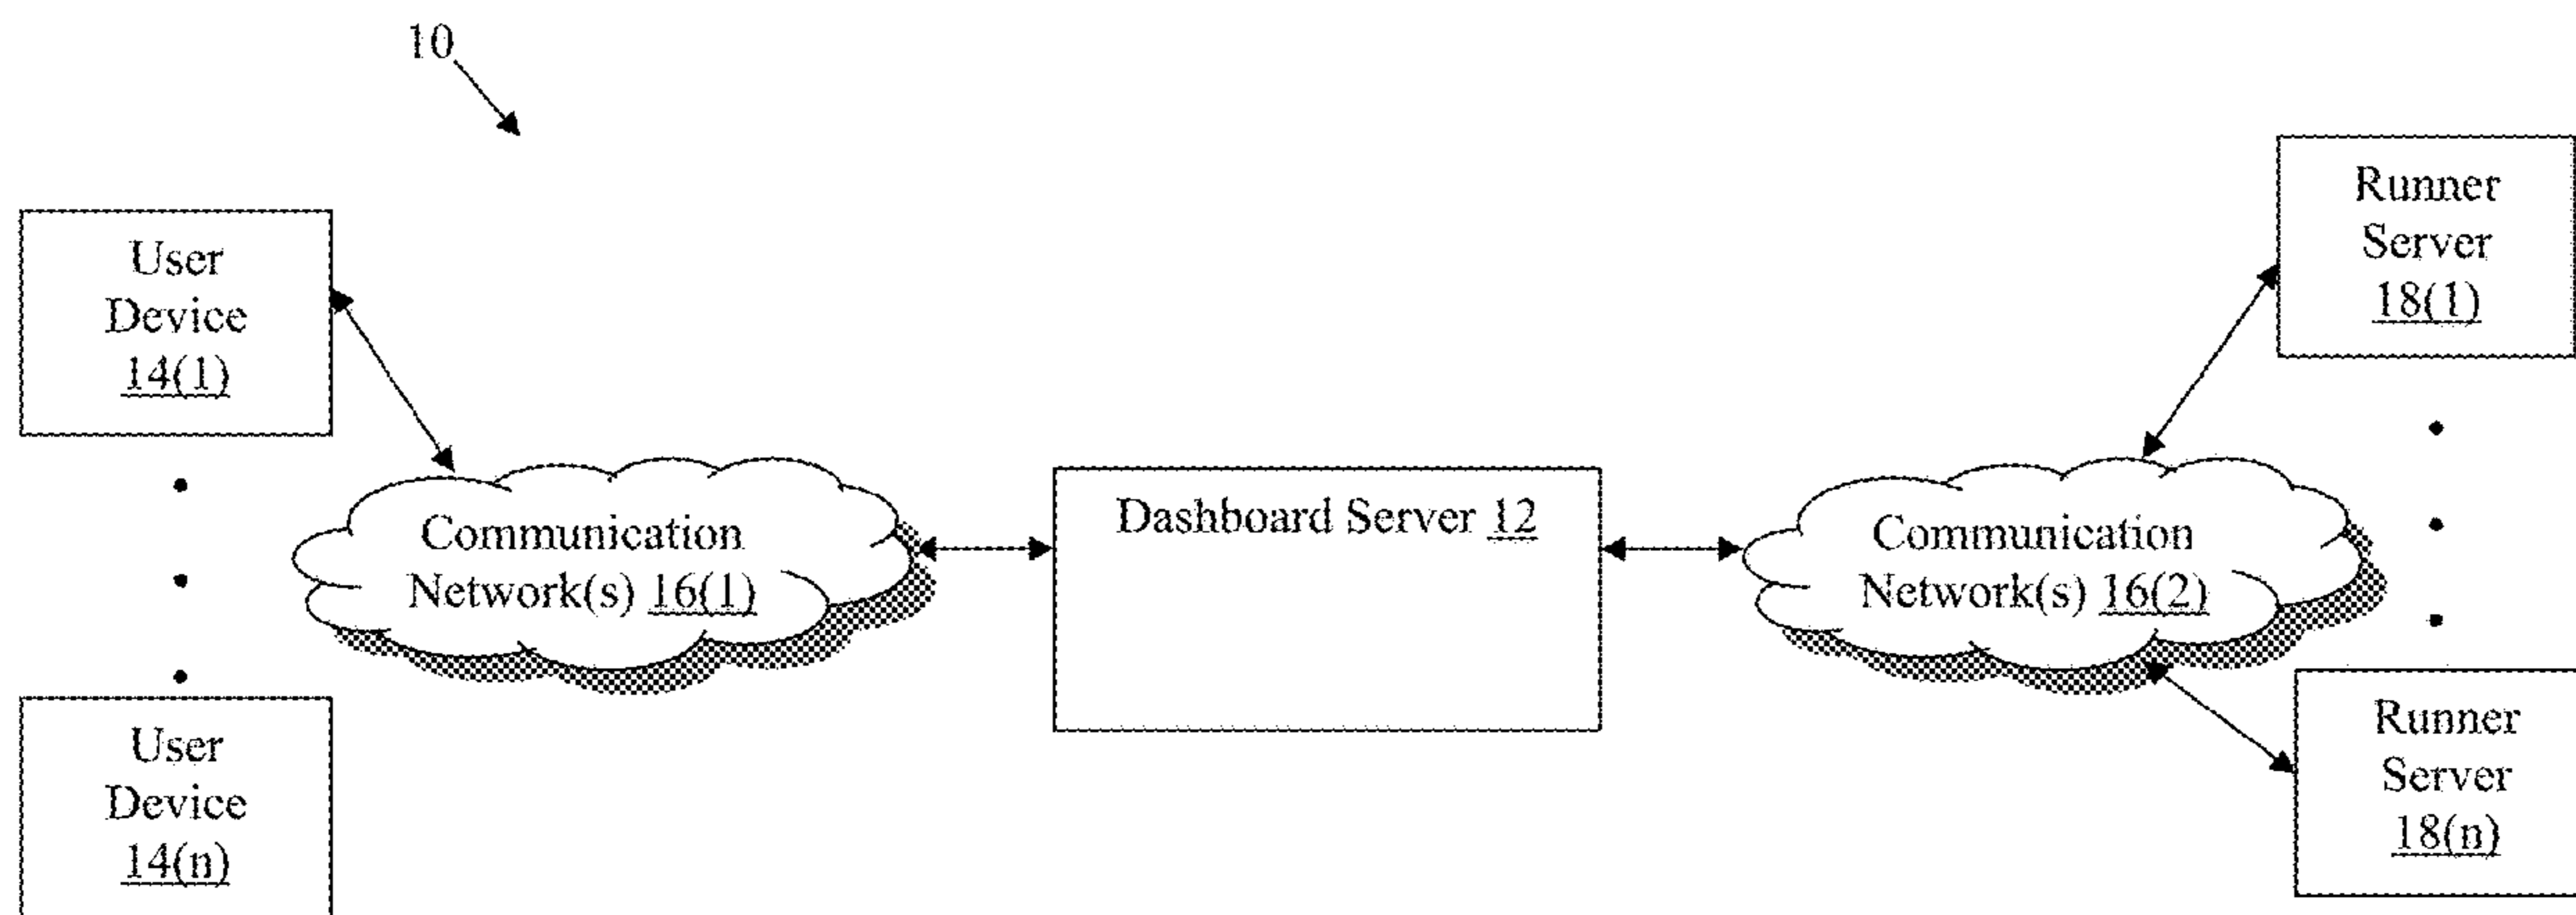 10
User
Device
14(1)
Communication
Network(s) 16(1)
User
Device
14(n)
Dashboard Server 12
Communication
Network(s) 16(2)
Runner
Server
18(1)
Runner
Server
18(n)